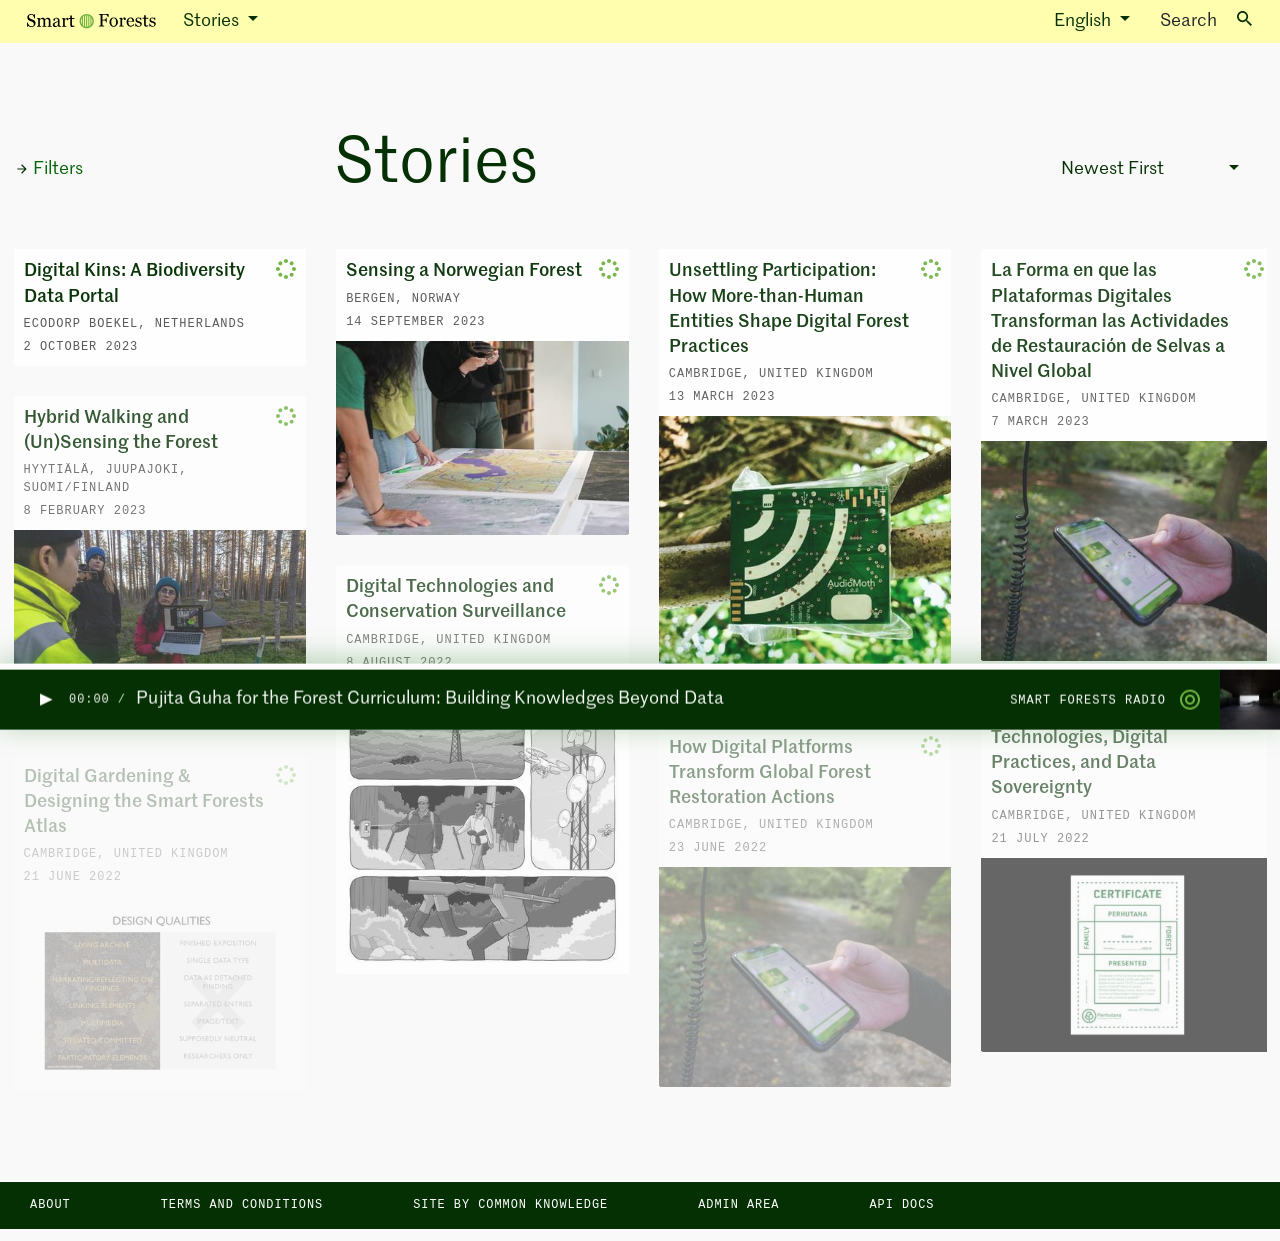 Smart Forests
Stories
English
Search
Filters
Stories
Newest First
Digital Kins: A Biodiversity
Data Portal
ECODORP BOEKEL, NETHERLANDS
2 OCTOBER 2023
Hybrid Walking and
(Un)Sensing the Forest
HYYTIÄLÄ, JUUPAJOKI,
SUOMI/FINLAND
8 FEBRUARY 2023
Sensing a Norwegian Forest
BERGEN, NORWAY
14 SEPTEMBER 2023
Digital Technologies and
Conservation Surveillance
CAMBRIDGE, UNITED KINGDOM
8 AUGUST 2022
Unsettling Participation:
How More-than-Human
Entities Shape Digital Forest
Practices
CAMBRIDGE, UNITED KINGDOM
13 MARCH 2023
AudioMoth
1.0.0
La Forma en que las
Plataformas Digitales
Transforman las Actividades
de Restauración de Selvas a
Nivel Global
CAMBRIDGE, UNITED KINGDOM
7 MARCH 2023
00:00 /
Pujita Guha for the Forest Curriculum: Building Knowledges Beyond Data
SMART FORESTS RADIO
Digital Gardening &
Designing the Smart Forests
Atlas
CAMBRIDGE, UNITED KINGDOM
21 JUNE 2022
DESIGN QUALITIES
LIVING ARCHIVE
MULTIDATA
NARRATING/REFLECTING ON
FINDINGS
LINKING ELEMENTS
MULTIMEDIA
SITUATED/COMMITTED
PARTICIPATORY ELEMENTS
FINISHED EXPOSITION
SINGLE DATA TYPE
DATA AS DETACHED
FINDING
SEPARATED ENTRIES
IMAGE/TEXT
SUPPOSEDLY NEUTRAL
RESEARCHERS ONLY
How Digital Platforms
Transform Global Forest
Restoration Actions
CAMBRIDGE, UNITED KINGDOM
23 JUNE 2022
Technologies, Digital
Practices, and Data
Sovereignty
CAMBRIDGE, UNITED KINGDOM
21 JULY 2022
CERTIFICATE
PERHUTANA
FAMILY
Name
FOREST
PRESENTED
Perhutana
ABOUT
TERMS AND CONDITIONS
SITE BY COMMON KNOWLEDGE
ADMIN AREA
API DOCS